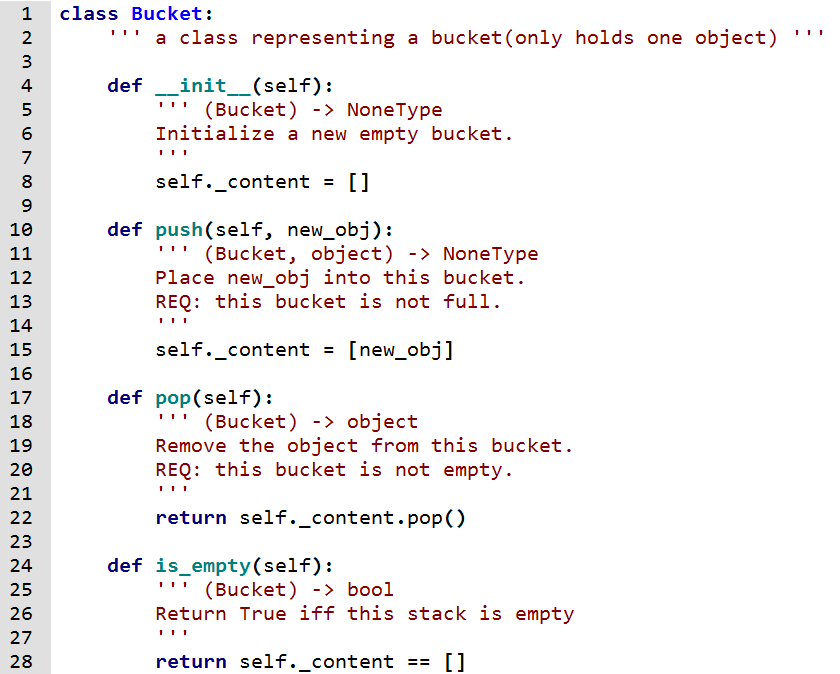 1 class Bucket:
2     ''' a class representing a bucket(only holds one object) '''
3
4     def __init__(self):
5         ''' (Bucket) -> NoneType
6         Initialize a new empty bucket.
7         '''
8         self._content = []
9
10     def push(self, new_obj):
11         ''' (Bucket, object) -> NoneType
12         Place new_obj into this bucket.
13         REQ: this bucket is not full.
14         '''
15         self._content = [new_obj]
16
17     def pop(self):
18         ''' (Bucket) -> object
19         Remove the object from this bucket.
20         REQ: this bucket is not empty.
21         '''
22         return self._content.pop()
23
24     def is_empty(self):
25         ''' (Bucket) -> bool
26         Return True iff this stack is empty
27         '''
28         return self._content == []